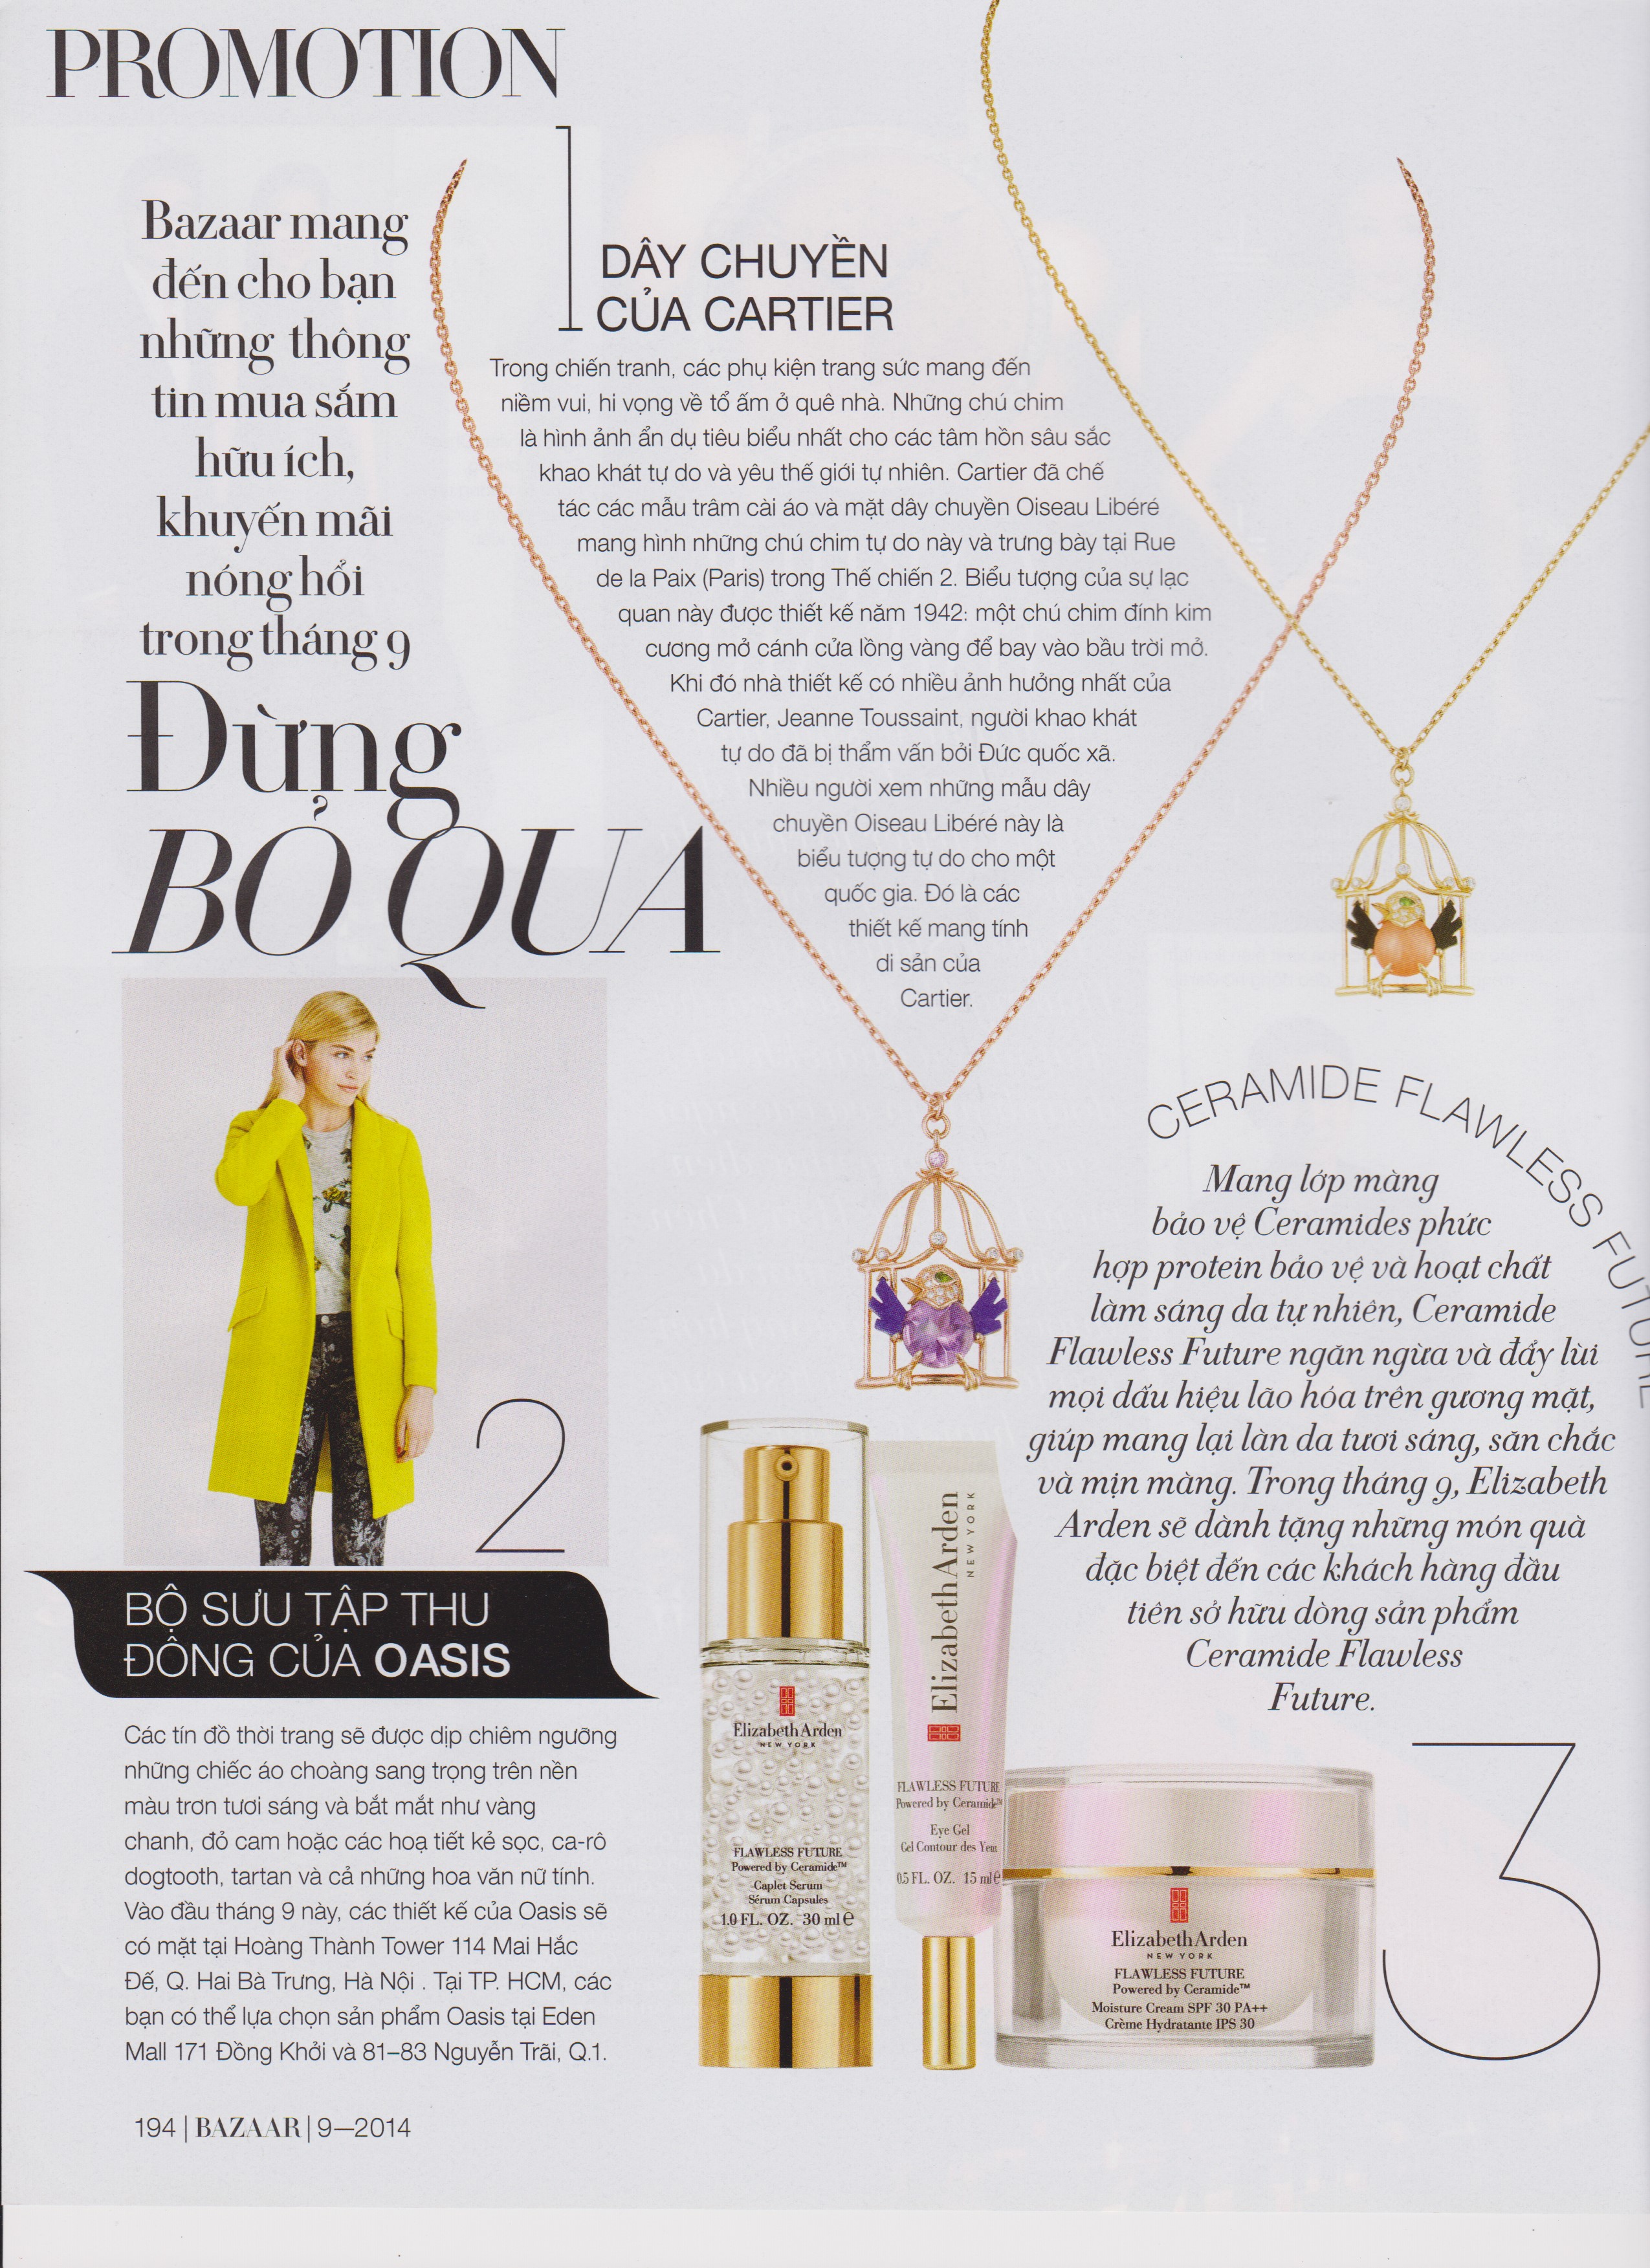 PROMOTION
Bazaar mang
đến cho bạn
những thông
tin mua sắm
hữu ích,
khuyến mãi
nóng hổi
trong tháng 9
Đừng
BỎ QUA
1
DÂY CHUYỀN
CỦA CARTIER
Trong chiến tranh, các phụ kiện trang sức mang đến
niềm vui, hi vọng về tổ ấm ở quê nhà. Những chú chim
là hình ảnh ẩn dụ tiêu biểu nhất cho các tâm hồn sâu sắc
khao khát tự do và yêu thế giới tự nhiên. Cartier đã chế
tác các mẫu trâm cài áo và mặt dây chuyền Oiseau Libéré
mang hình những chú chim tự do này và trưng bày tại Rue
de la Paix (Paris) trong Thế chiến 2. Biểu tượng của sự lạc
quan này được thiết kế năm 1942: một chú chim đính kim
cương mở cánh cửa lồng vàng để bay vào bầu trời mở.
Khi đó nhà thiết kế có nhiều ảnh hưởng nhất của
Cartier, Jeanne Toussaint, người khao khát
tự do đã bị thẩm vấn bởi Đức quốc xã.
Nhiều người xem những mẫu dây
chuyền Oiseau Libéré này là
biểu tượng tự do cho một
quốc gia. Đó là các
thiết kế mang tính
di sản của
Cartier.
2
BỘ SƯU TẬP THU
ĐÔNG CỦA OASIS
Các tín đồ thời trang sẽ được dịp chiêm ngưỡng
những chiếc áo choàng sang trọng trên nền
màu trơn tươi sáng và bắt mắt như vàng
chanh, đỏ cam hoặc các hoạ tiết kẻ sọc, ca-rô
dogtooth, tartan và cả những hoa văn nữ tính.
Vào đầu tháng 9 này, các thiết kế của Oasis sẽ
có mặt tại Hoàng Thành Tower 114 Mai Hắc
Đế, Q. Hai Bà Trưng, Hà Nội . Tại TP. HCM, các
bạn có thể lựa chọn sản phẩm Oasis tại Eden
Mall 171 Đồng Khởi và 81–83 Nguyễn Trãi, Q.1.
CERAMIDE FLAWLESS FUTURE
Mang lớp màng
bảo vệ Ceramides phức
hợp protein bảo vệ và hoạt chất
làm sáng da tự nhiên, Ceramide
Flawless Future ngăn ngừa và đẩy lùi
mọi dấu hiệu lão hóa trên gương mặt,
giúp mang lại làn da tươi sáng, săn chắc
và mịn màng. Trong tháng 9, Elizabeth
Arden sẽ dành tặng những món quà
đặc biệt đến các khách hàng đầu
tiên sở hữu dòng sản phẩm
Ceramide Flawless
Future.
3
Elizabeth Arden
NEW YORK
FLAWLESS FUTURE
Powered by Ceramide™
Caplet Serum
Sérum Capsules
1.0 FL. OZ. 30 ml e
Elizabeth Arden
NEW YORK
FLAWLESS FUTURE
Powered by Ceramide™
Eye Gel
Gel Contour des Yeux
0.5 FL. OZ. 15 ml e
Elizabeth Arden
NEW YORK
FLAWLESS FUTURE
Powered by Ceramide™
Moisture Cream SPF 30 PA++
Crème Hydratante IPS 30
194 | BAZAAR | 9—2014